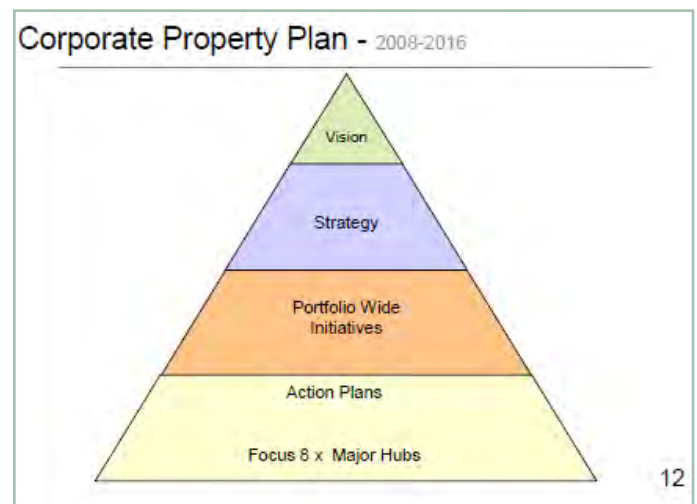 Corporate Property Plan - 2008-2016
Vision
Strategy
Portfolio Wide
Initiatives
Action Plans
Focus 8 x Major Hubs
12